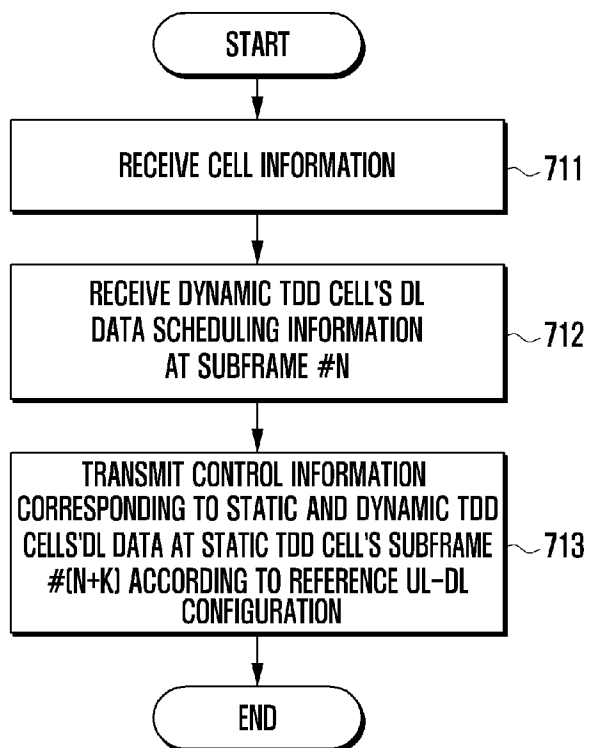 START
RECEIVE CELL INFORMATION
711
RECEIVE DYNAMIC TDD CELL'S DL
DATA SCHEDULING INFORMATION
AT SUBFRAME #N
712
TRANSMIT CONTROL INFORMATION
CORRESPONDING TO STATIC AND DYNAMIC TDD
CELLS'DL DATA AT STATIC TDD CELL'S SUBFRAME
#(N+K) ACCORDING TO REFERENCE UL-DL
CONFIGURATION
713
END